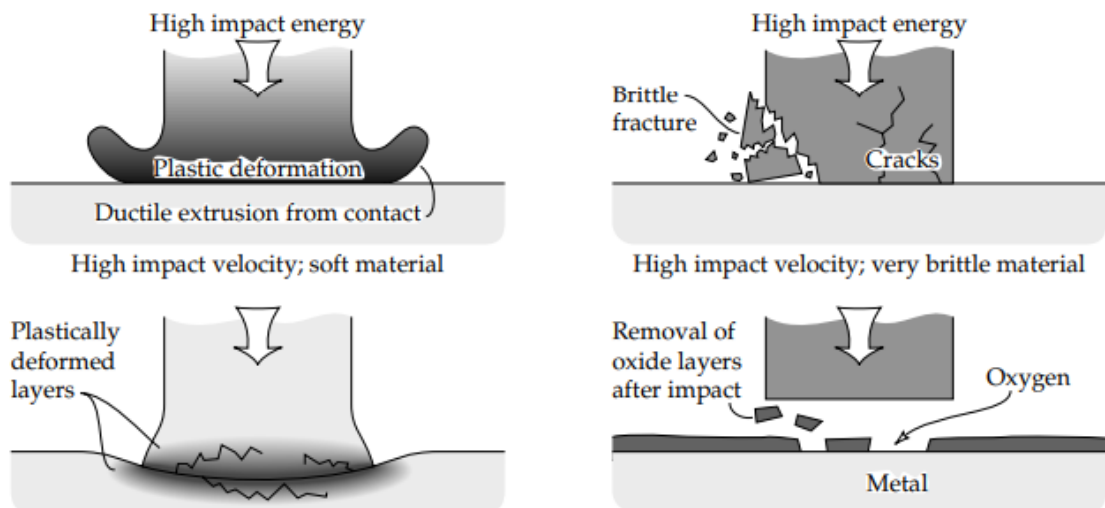 High impact energy
Plastic deformation
Ductile extrusion from contact
High impact velocity; soft material
High impact energy
Brittle
fracture
Cracks
High impact velocity; very brittle material
Plastically
deformed
layers
Removal of
oxide layers
after impact
Oxygen
Metal